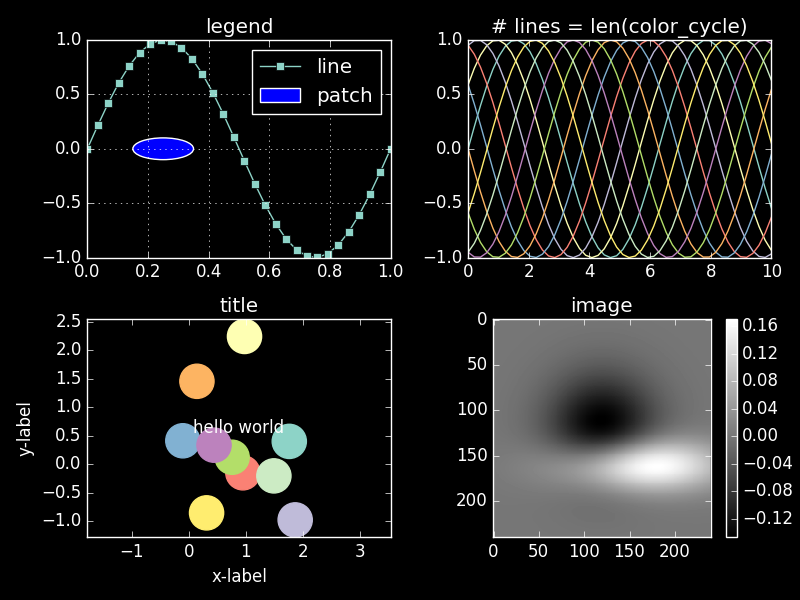 legend
1.0
0.5
0.0
−0.5
−1.0
0.0 0.2 0.4 0.6 0.8 1.0
line
patch
# lines = len(color_cycle)
1.0
0.5
0.0
−0.5
−1.0
0 2 4 6 8 10
title
2.5
2.0
1.5
1.0
0.5
0.0
−0.5
−1.0
y-label
hello world
−1 0 1 2 3
x-label
image
0
50
100
150
200
0 50 100 150 200
0.16
0.12
0.08
0.04
0.00
−0.04
−0.08
−0.12